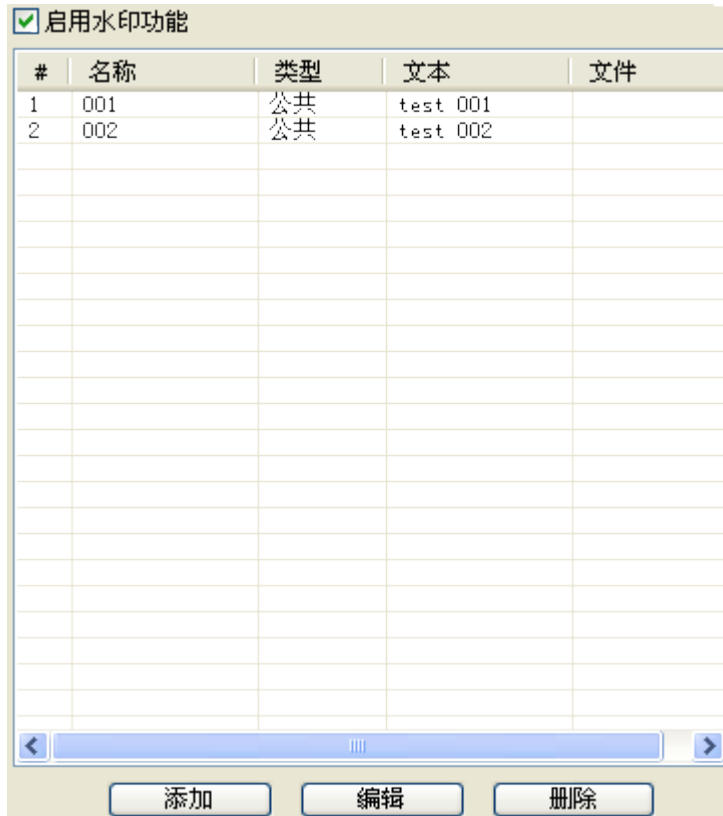 启用水印功能
# 名称 类型 文本 文件
1 001 公共 test 001
2 002 公共 test 002
添加 编辑 删除